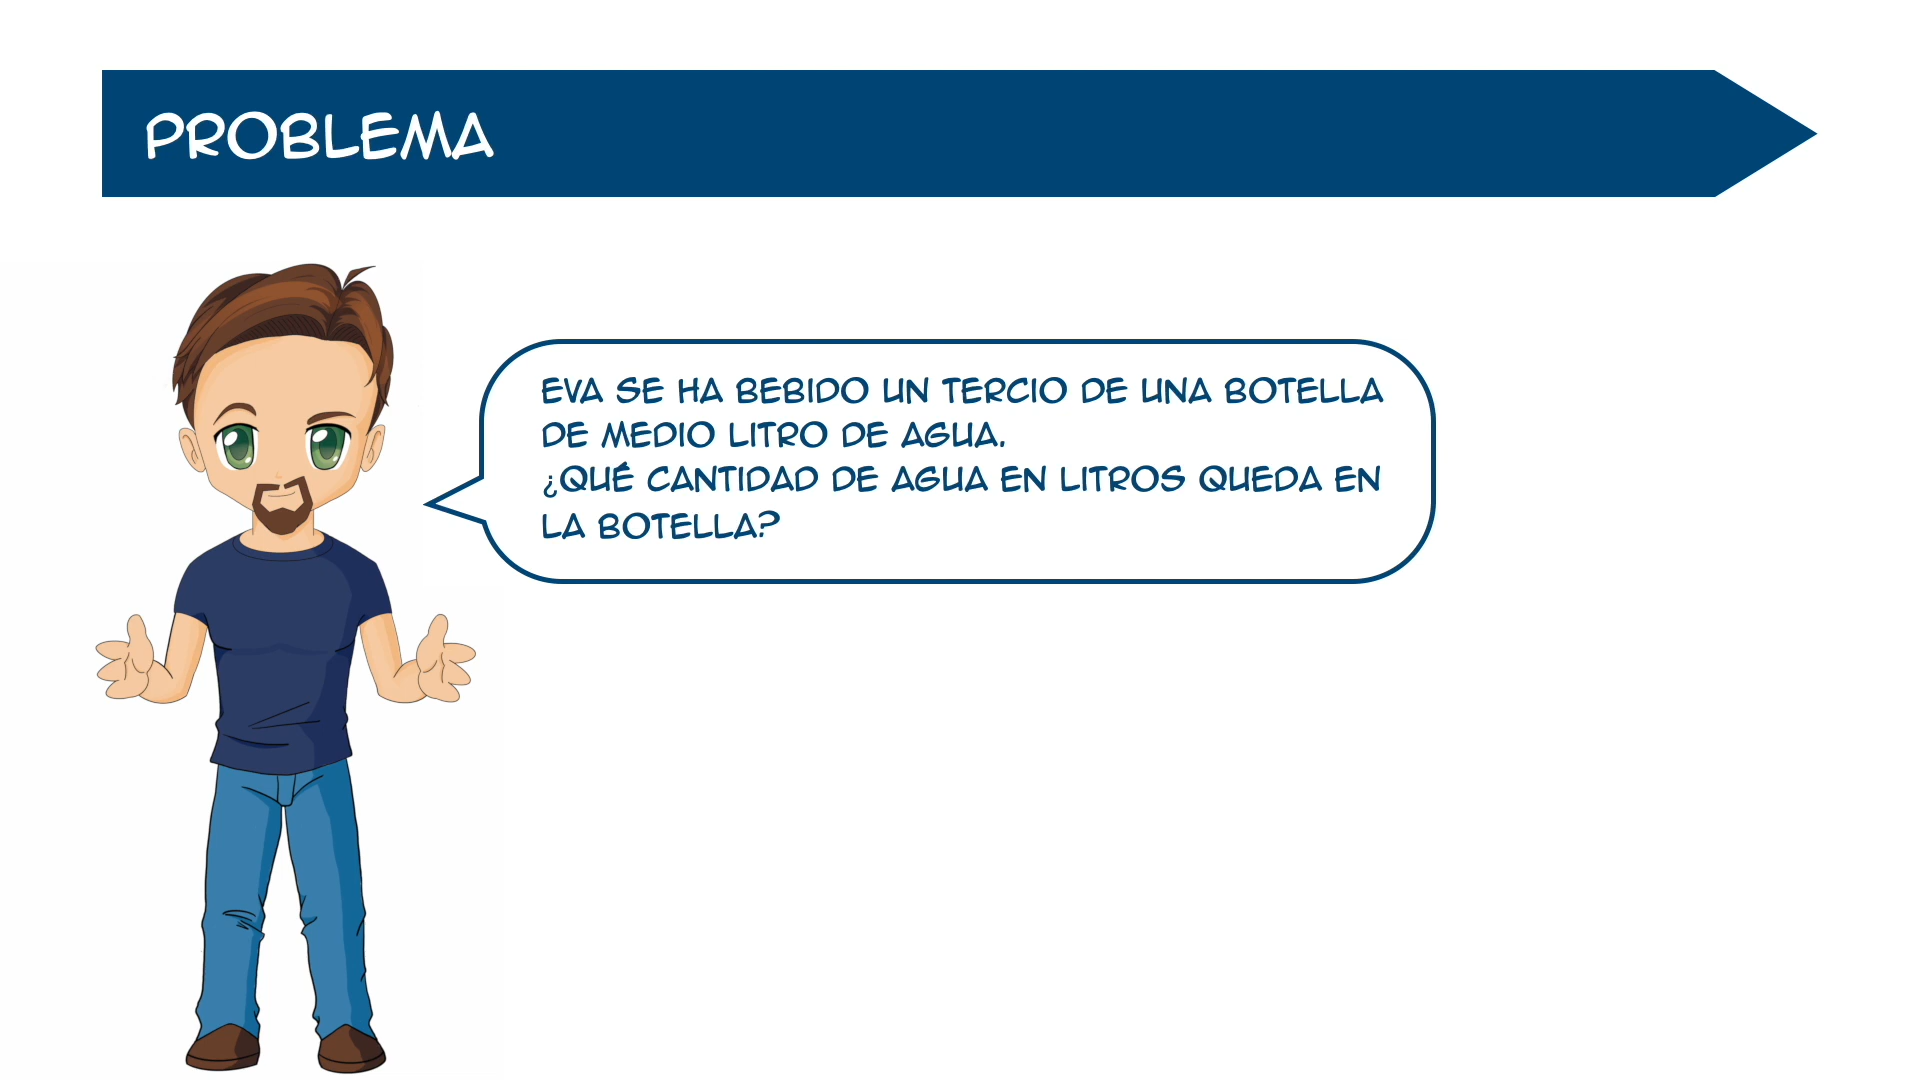 PROBLEMA
EVA SE HA BEBIDO UN TERCIO DE UNA BOTELLA
DE MEDIO LITRO DE AGUA.
¿QUÉ CANTIDAD DE AGUA EN LITROS QUEDA EN
LA BOTELLA?